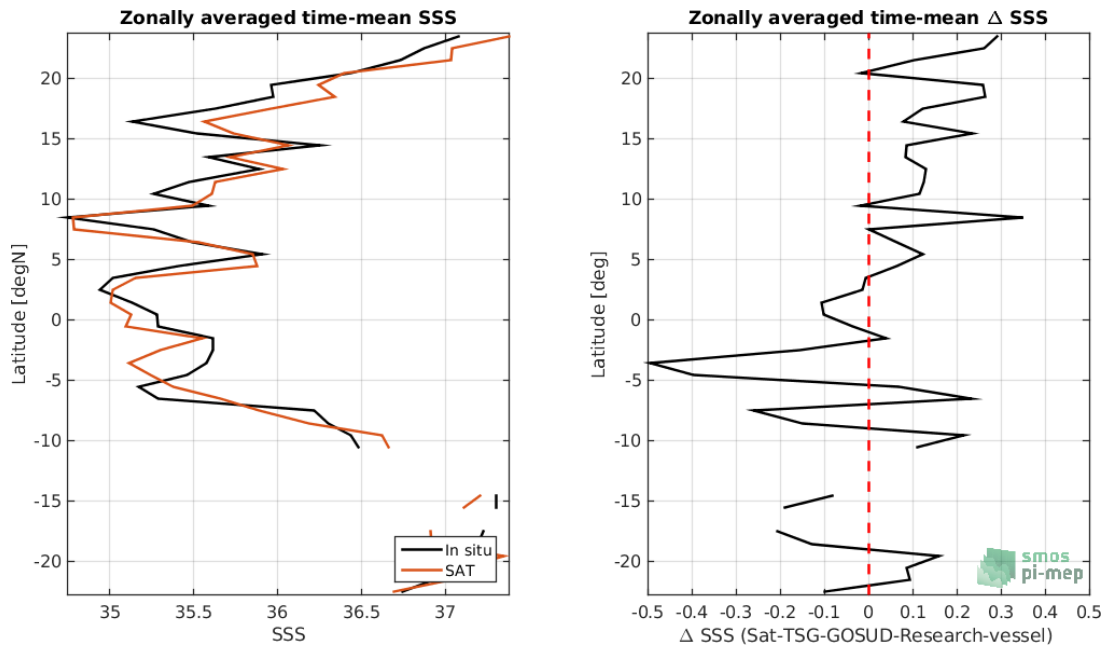 Zonally averaged time-mean SSS
20
15
10
5
0
-5
-10
-15
-20
Latitude [degN]
35
35.5
36
36.5
37
SSS
In situ
SAT
Zonally averaged time-mean Δ SSS
20
15
10
5
0
-5
-10
-15
-20
Latitude [deg]
-0.5 -0.4 -0.3 -0.2 -0.1 0 0.1 0.2 0.3 0.4 0.5
Δ SSS (Sat-TSG-GOSUD-Research-vessel)
smos
pi-mep